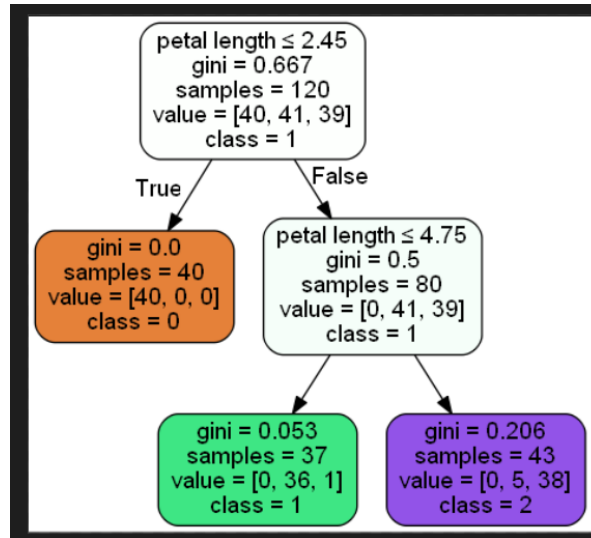 petal length ≤ 2.45
gini = 0.667
samples = 120
value = [40, 41, 39]
class = 1
True
False
gini = 0.0
samples = 40
value = [40, 0, 0]
class = 0
petal length ≤ 4.75
gini = 0.5
samples = 80
value = [0, 41, 39]
class = 1
gini = 0.053
samples = 37
value = [0, 36, 1]
class = 1
gini = 0.206
samples = 43
value = [0, 5, 38]
class = 2